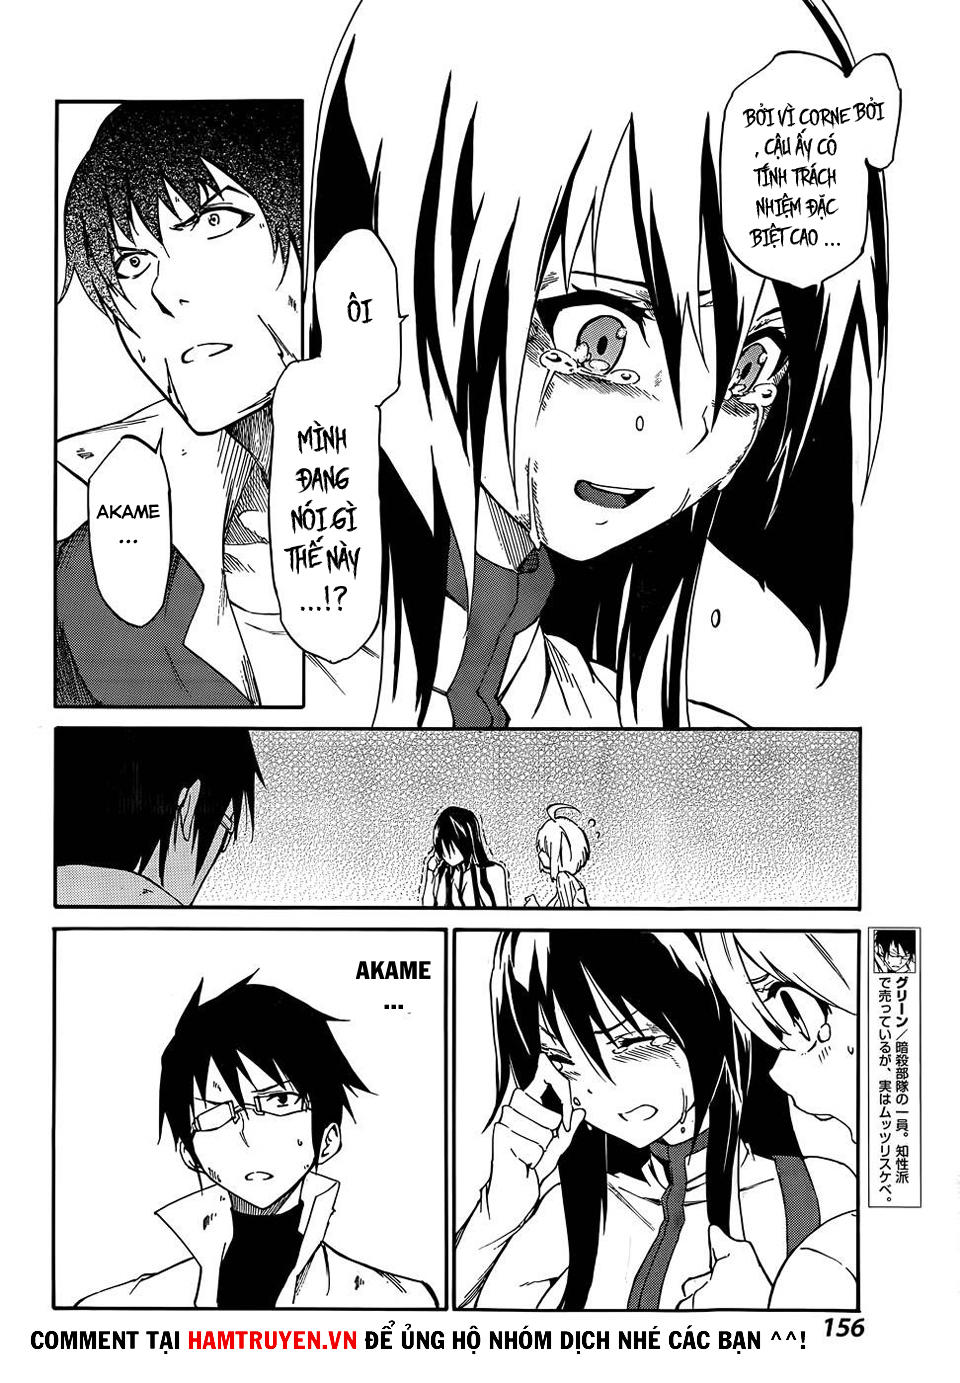 BỞI VÌ CORNE BỞI
, CẬU ẤY CÓ
TÍNH TRÁCH
NHIỆM ĐẶC
BIỆT CAO ...
ÔI
MÌNH
ĐANG
NÓI GÌ
THẾ NÀY
...!?
AKAME
...
AKAME
...
グリーン／暗殺部隊の一員。知性派
で売っているが、実はムッツリスケベ。
156
COMMENT TẠI HAMTRUYEN.VN ĐỂ ỦNG HỘ NHÓM DỊCH NHÉ CÁC BẠN ^^!